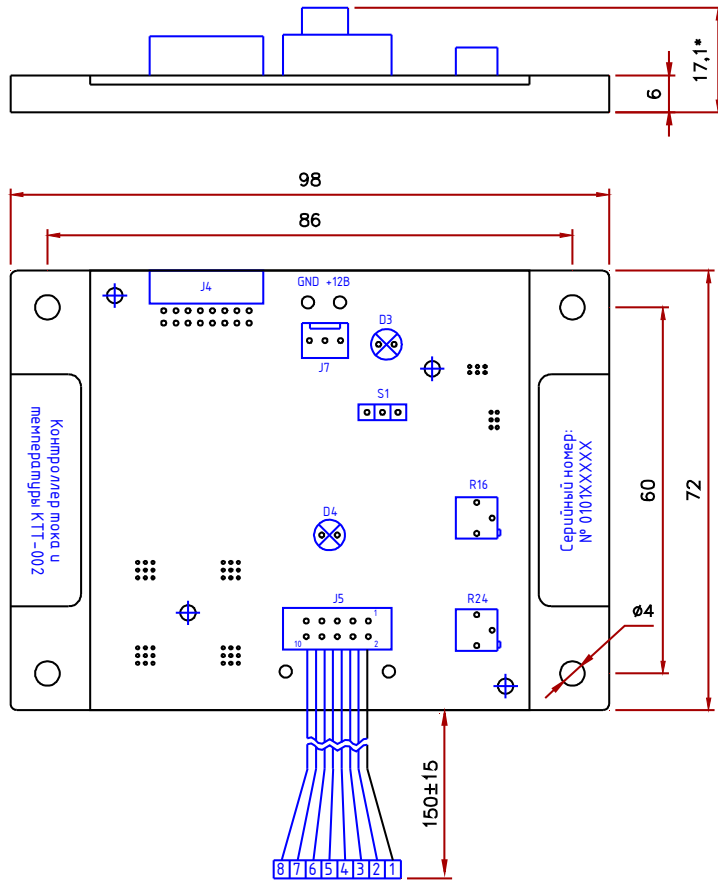 17,1*
6
98
86
J4
GND +12В
D3
J7
S1
Контроллер тока и
температуры КТТ-002
Серийный номер:
№ 0101XXXXX
R16
60
72
D4
J5
1
10
2
R24
ø4
150±15
8 7 6 5 4 3 2 1